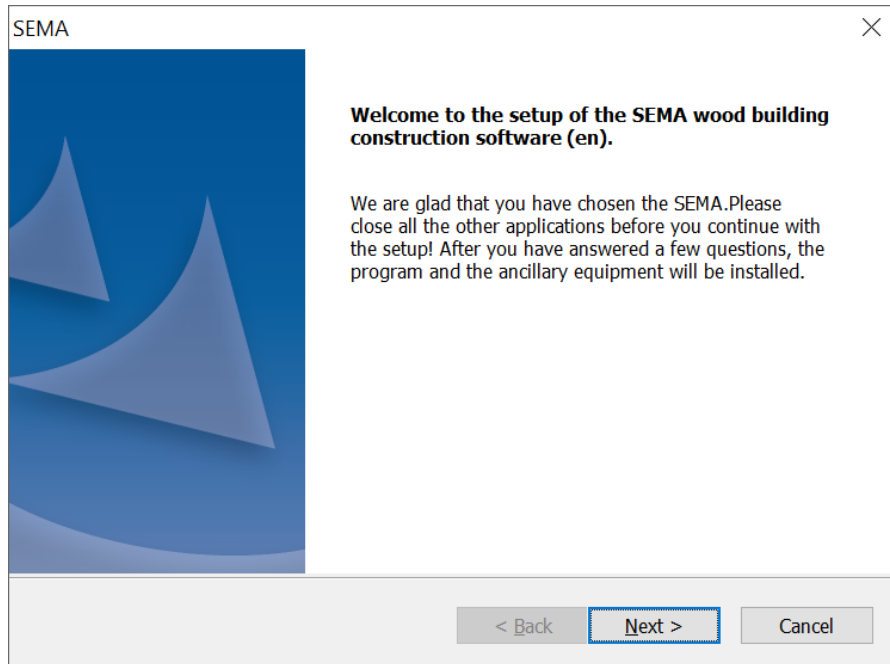 SEMA
Welcome to the setup of the SEMA wood building
construction software (en).
We are glad that you have chosen the SEMA.Please
close all the other applications before you continue with
the setup! After you have answered a few questions, the
program and the ancillary equipment will be installed.
< Back
Next >
Cancel